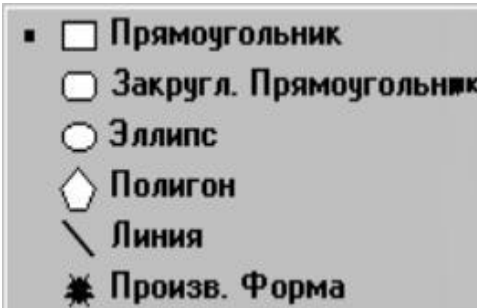 Прямоугольник
Закругл. Прямоугольник
Эллипс
Полигон
Линия
Произв. Форма